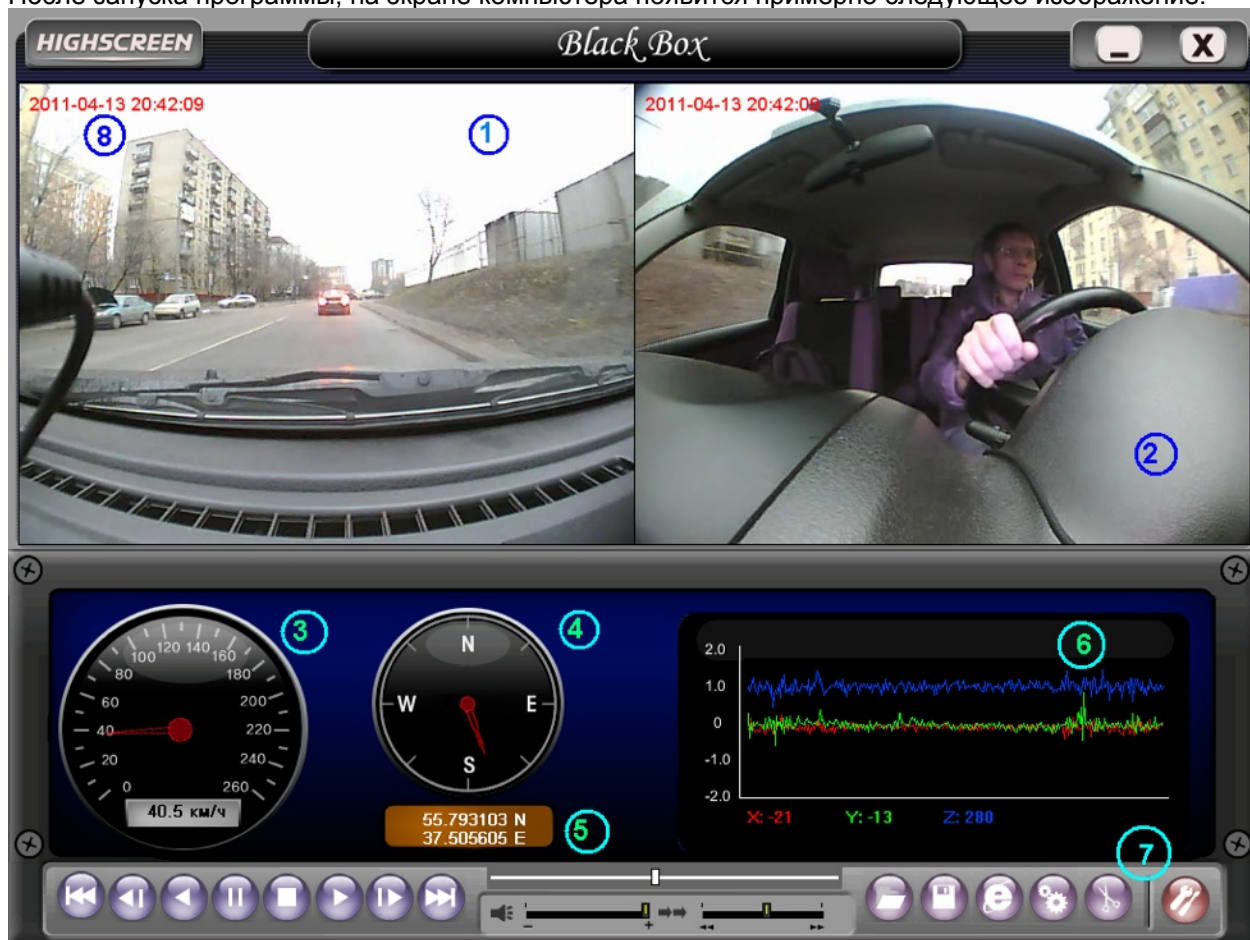 После запуска программы, на экране компьютера появится примерно следующее изображение:
HIGHSCREEN
Black Box
_ X
2011-04-13 20:42:09
2011-04-13 20:42:09
8
1
2
3
4
6
0
20
40
60
80
100
120
140
160
180
200
220
240
260
40.5 км/ч
N
W
E
S
55.793103 N
37.505605 E
5
2.0
1.0
0
-1.0
-2.0
X: -21 Y: -13 Z: 280
7
- +